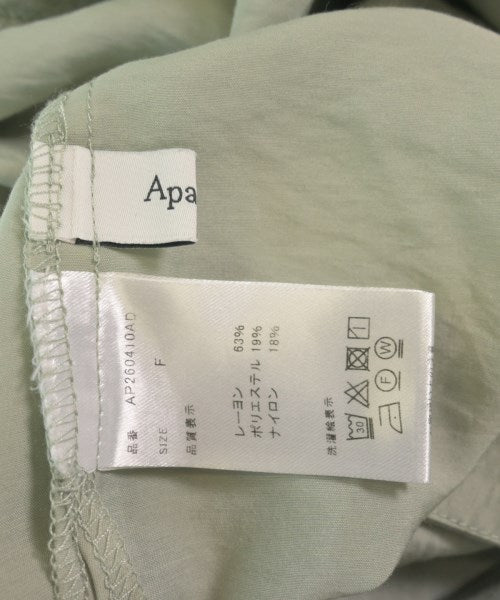 Apa
品番 AP260410AD
SIZE F
品質表示
レーヨン 63%
ポリエステル 19%
ナイロン 18%
洗濯絵表示
30
F W